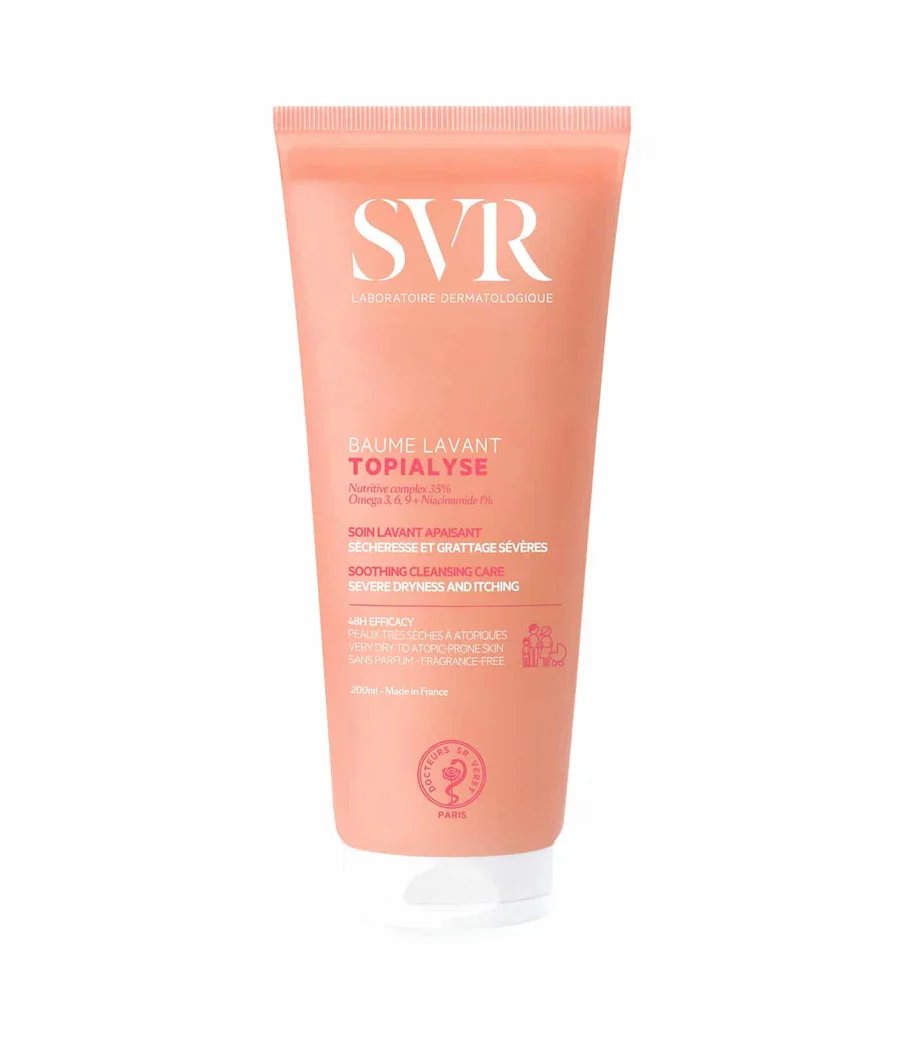 SVR
LABORATOIRE DERMATOLOGIQUE
BAUME LAVANT
TOPIALYSE
Nutritive complex 35%
Omega 3, 6, 9 + Niacinamide 1%
SOIN LAVANT APAISANT
SÉCHERESSE ET GRATTAGE SÉVÈRES
SOOTHING CLEANSING CARE
SEVERE DRYNESS AND ITCHING
48H EFFICACY
PEAUX TRÈS SÈCHES À ATOPIQUES
VERY DRY TO ATOPIC-PRONE SKIN
SANS PARFUM - FRAGRANCE-FREE
200ml - Made in France
DOCTEURS SR VERET
PARIS